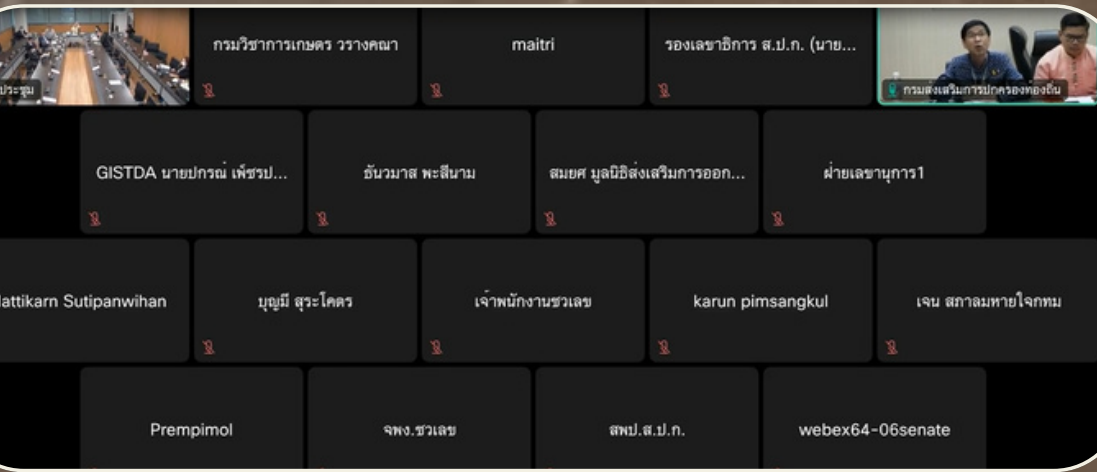 ประชุม
กรมวิชาการเกษตร วรางคณา
maitri
รองเลขาธิการ ส.ป.ก. (นาย...
กรมส่งเสริมการปกครองท้องถิ่น
GISTDA นายปกรณ์ เพ็ชรป...
ธันวมาส พะสีนาม
สมยศ มูลนิธิส่งเสริมการออก...
ฝ่ายเลขานุการ1
lattikarn Sutipanwihan
บุญมี สุระโคตร
เจ้าพนักงานชวเลข
karun pimsangkul
เจน สภาลมหายใจกทม
Prempimol
จพง.ชวเลข
สพป.ส.ป.ก.
webex64-06senate